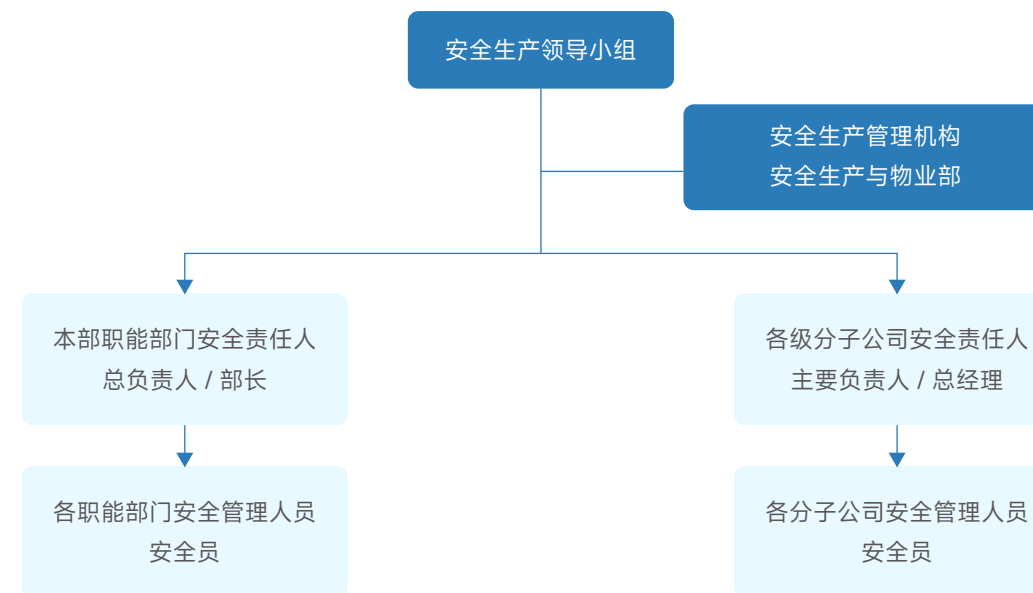 安全生产领导小组
安全生产管理机构
安全生产与物业部
本部职能部门安全责任人
总负责人 / 部长
各级分子公司安全责任人
主要负责人 / 总经理
各职能部门安全管理人员
安全员
各分子公司安全管理人员
安全员